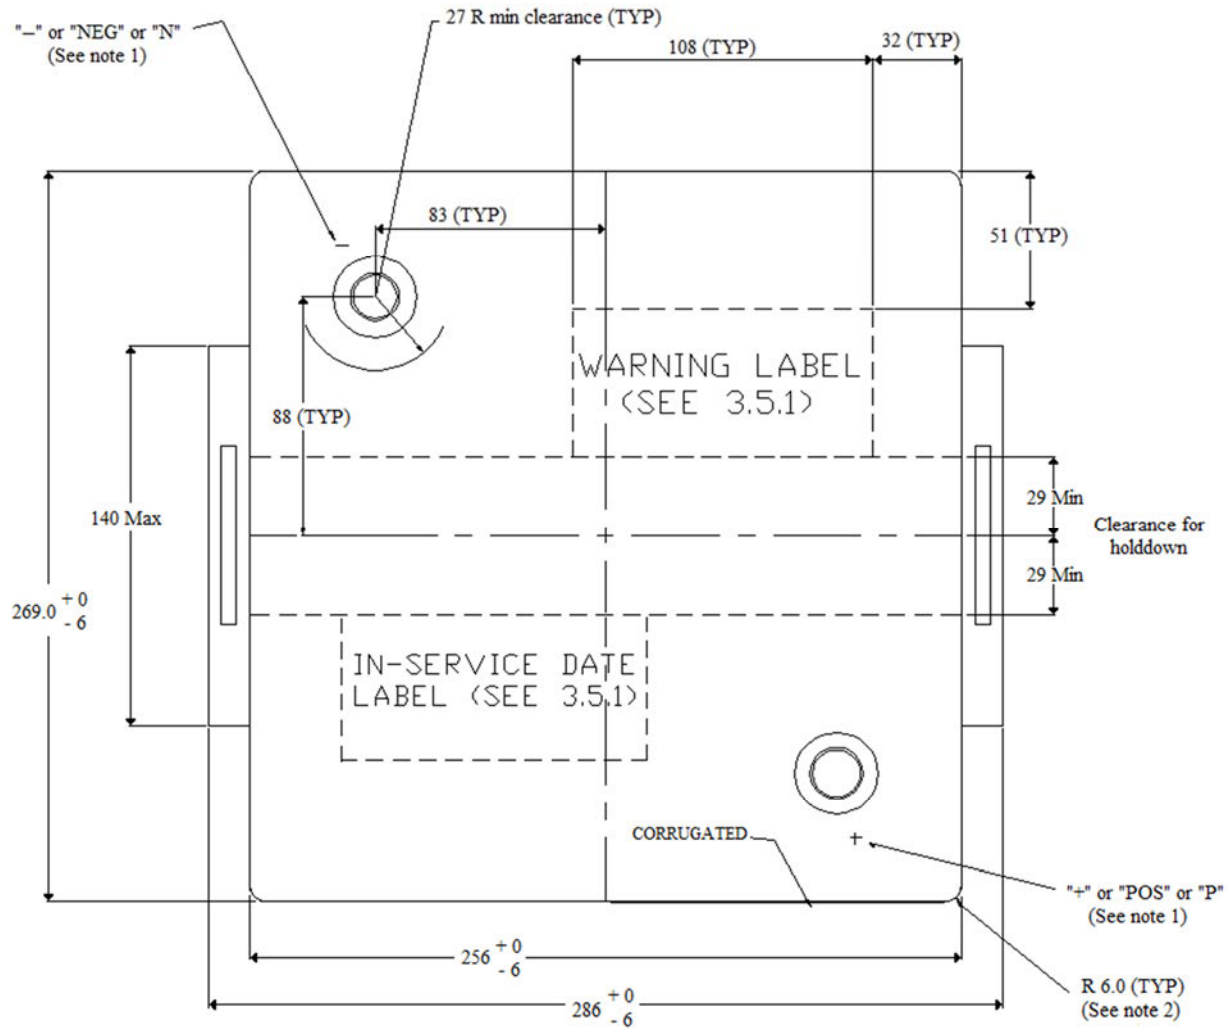 "–" or "NEG" or "N"
(See note 1)
27 R min clearance (TYP)
108 (TYP)
32 (TYP)
83 (TYP)
51 (TYP)
WARNING LABEL
(SEE 3.5.1)
88 (TYP)
140 Max
29 Min
Clearance for
holddown
29 Min
269.0 + 0
- 6
IN-SERVICE DATE
LABEL (SEE 3.5.1)
–
+
CORRUGATED
"+" or "POS" or "P"
(See note 1)
256 + 0
- 6
R 6.0 (TYP)
(See note 2)
286 + 0
- 6